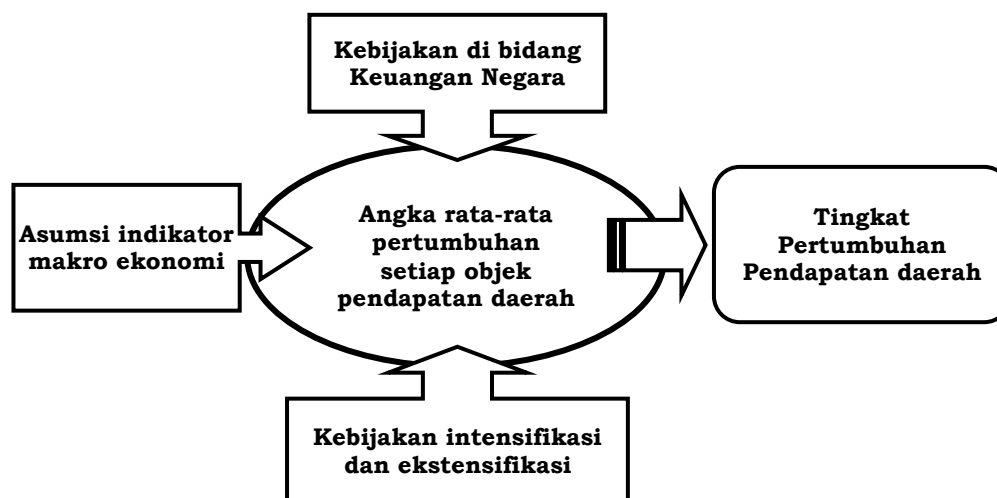 Kebijakan di bidang
Keuangan Negara
Asumsi indikator
makro ekonomi
Angka rata-rata
pertumbuhan
setiap objek
pendapatan daerah
Tingkat
Pertumbuhan
Pendapatan daerah
Kebijakan intensifikasi
dan ekstensifikasi